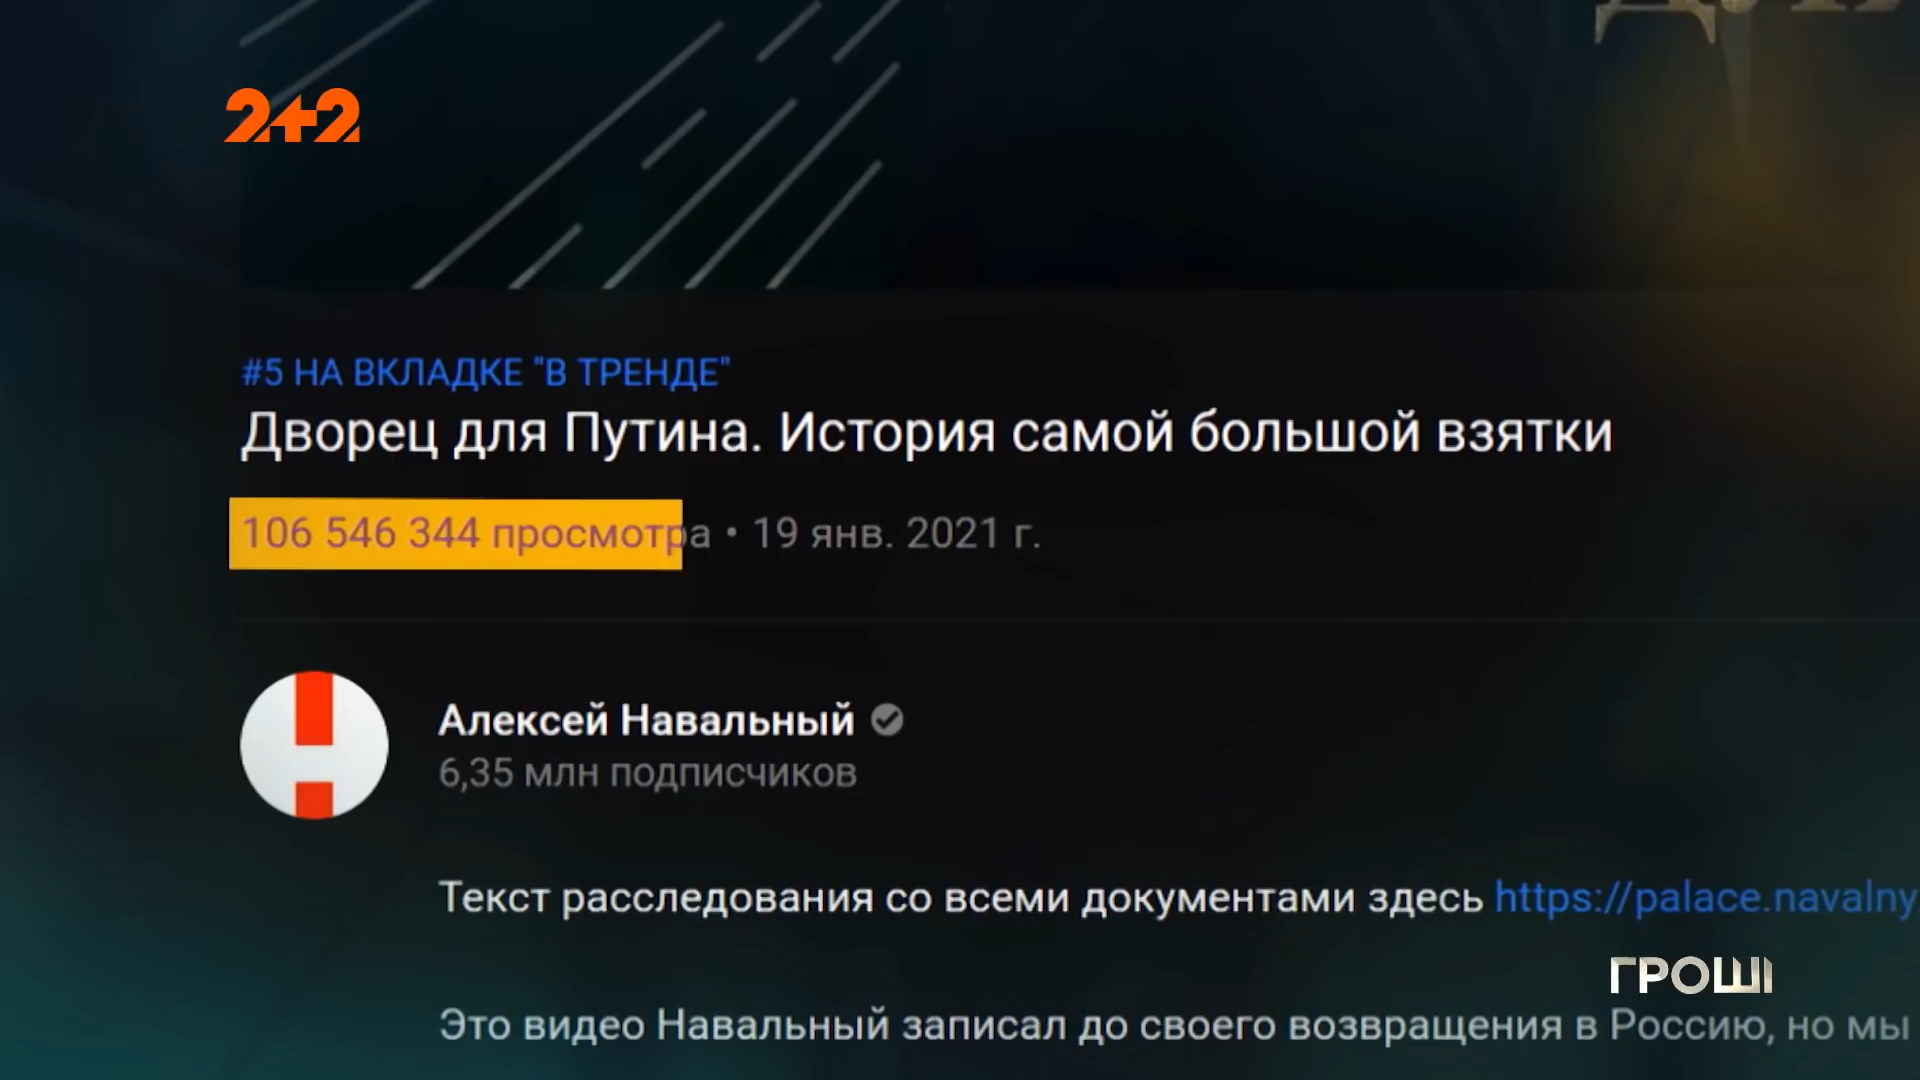 2+2
#5 НА ВКЛАДКЕ "В ТРЕНДЕ"
Дворец для Путина. История самой большой взятки
106 546 344 просмотра • 19 янв. 2021 г.
Алексей Навальный
6,35 млн подписчиков
Текст расследования со всеми документами здесь https://palace.navalny
ГРОШІ
Это видео Навальный записал до своего возвращения в Россию, но мы